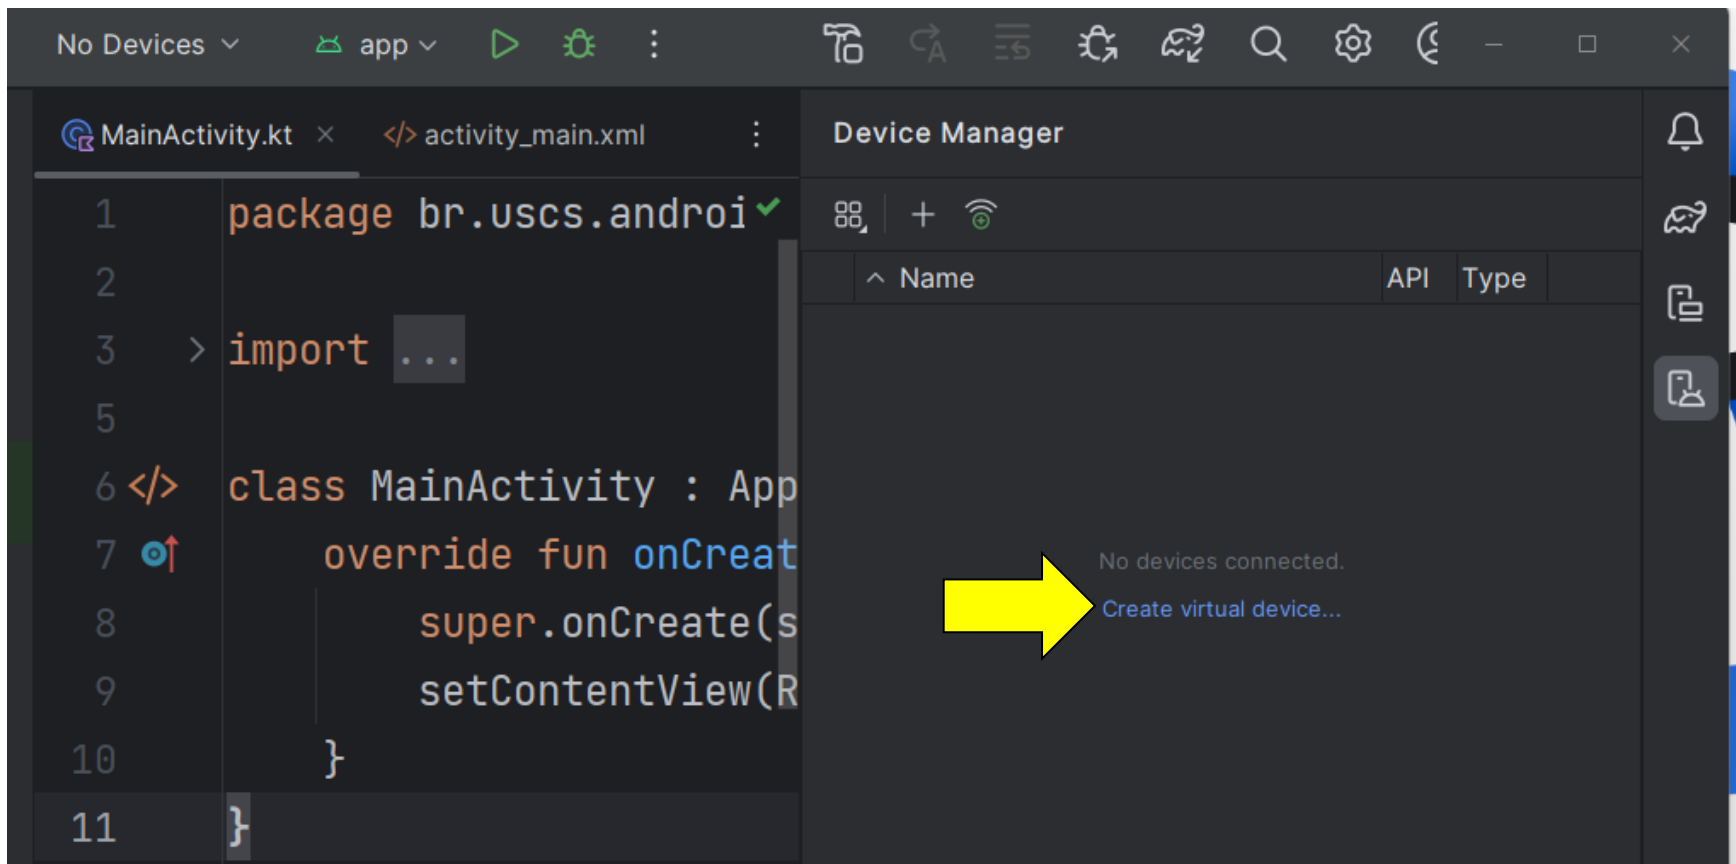 No Devices app
MainActivity.kt activity_main.xml
Device Manager
1 package br.uscs.androi
2
3 import ...
5
6 class MainActivity : App
7 override fun onCreat
8 super.onCreate(s
9 setContentView(R
10 }
11 }
Name API Type
No devices connected.
Create virtual device...